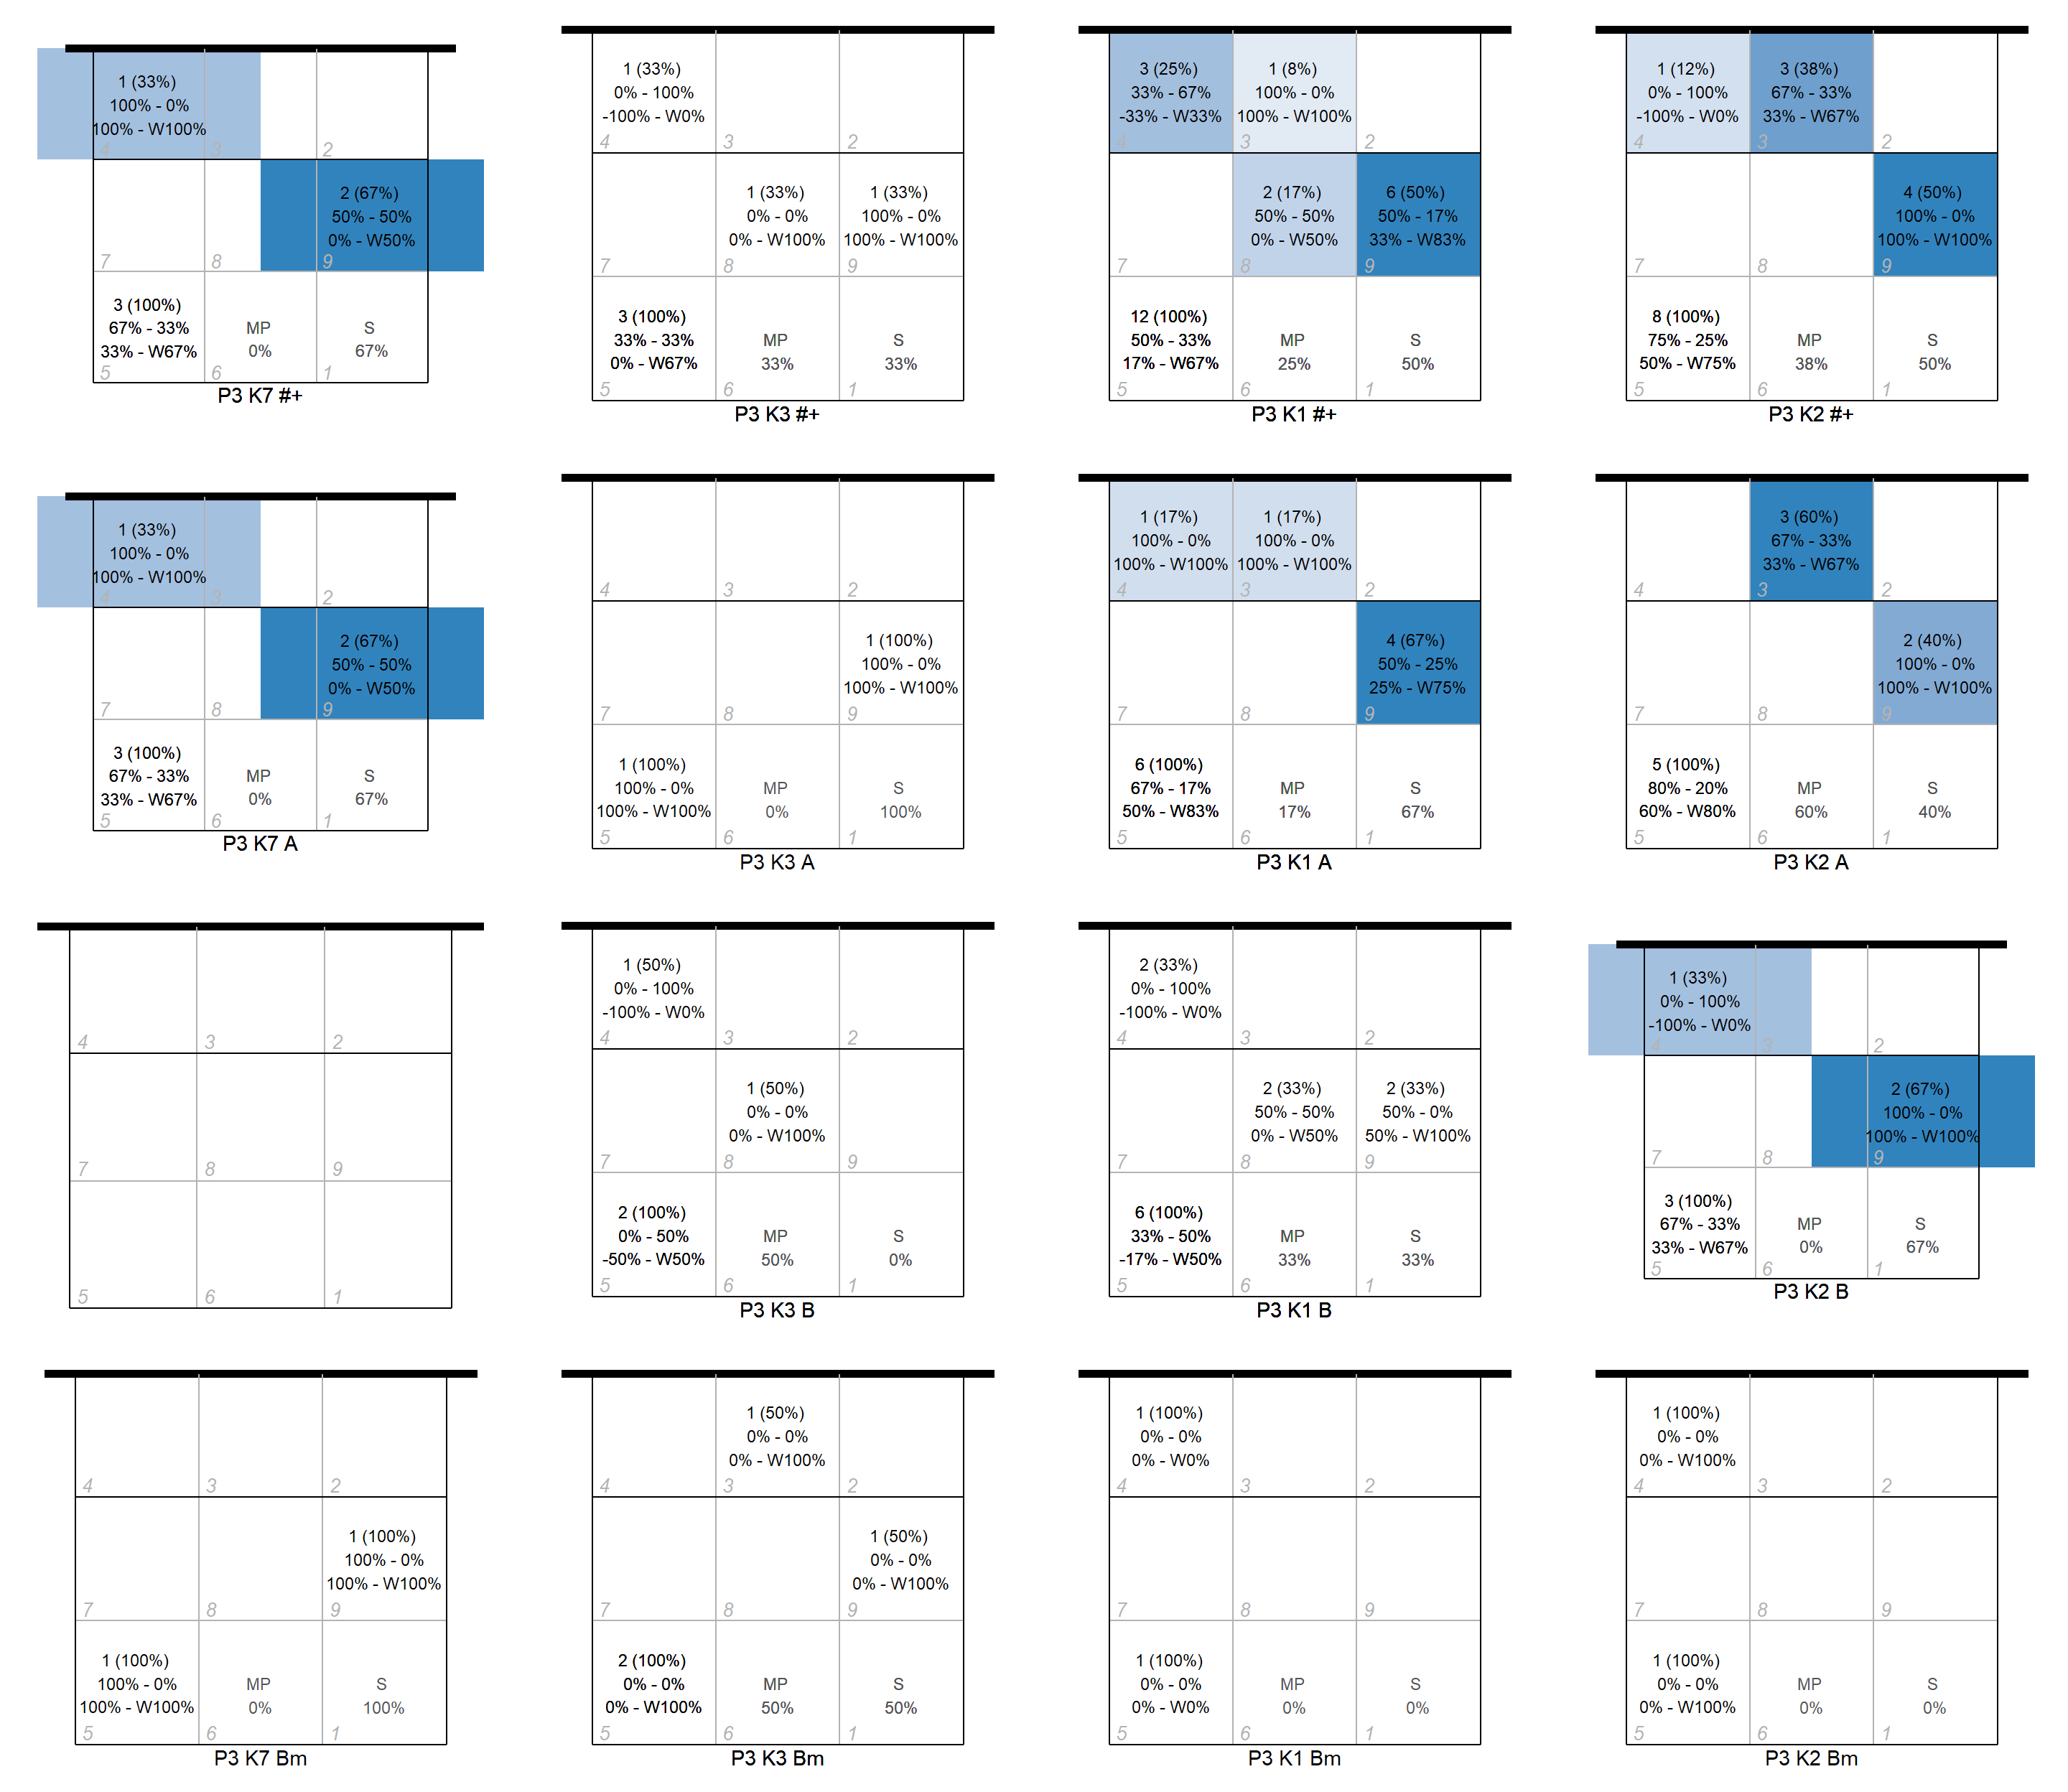 1 (33%)
100% - 0%
100% - W100%
4
3
2
2 (67%)
50% - 50%
0% - W50%
7
8
9
3 (100%)
67% - 33%
33% - W67%
MP
0%
S
67%
5
6
1
P3 K7 #+
1 (33%)
0% - 100%
-100% - W0%
4
3
2
1 (33%)
0% - 0%
0% - W100%
1 (33%)
100% - 0%
100% - W100%
7
8
9
3 (100%)
33% - 33%
0% - W67%
MP
33%
S
33%
5
6
1
P3 K3 #+
3 (25%)
33% - 67%
-33% - W33%
1 (8%)
100% - 0%
100% - W100%
4
3
2
2 (17%)
50% - 50%
0% - W50%
6 (50%)
50% - 17%
33% - W83%
7
8
9
12 (100%)
50% - 33%
17% - W67%
MP
25%
S
50%
5
6
1
P3 K1 #+
1 (12%)
0% - 100%
-100% - W0%
3 (38%)
67% - 33%
33% - W67%
4
3
2
4 (50%)
100% - 0%
100% - W100%
7
8
9
8 (100%)
75% - 25%
50% - W75%
MP
38%
S
50%
5
6
1
P3 K2 #+
1 (33%)
100% - 0%
100% - W100%
4
3
2
2 (67%)
50% - 50%
0% - W50%
7
8
9
3 (100%)
67% - 33%
33% - W67%
MP
0%
S
67%
5
6
1
P3 K7 A
4
3
2
1 (100%)
100% - 0%
100% - W100%
7
8
9
1 (100%)
100% - 0%
100% - W100%
MP
0%
S
100%
5
6
1
P3 K3 A
1 (17%)
100% - 0%
100% - W100%
1 (17%)
100% - 0%
100% - W100%
4
3
2
4 (67%)
50% - 25%
25% - W75%
7
8
9
6 (100%)
67% - 17%
50% - W83%
MP
17%
S
67%
5
6
1
P3 K1 A
3 (60%)
67% - 33%
33% - W67%
4
3
2
2 (40%)
100% - 0%
100% - W100%
7
8
9
5 (100%)
80% - 20%
60% - W80%
MP
60%
S
40%
5
6
1
P3 K2 A
4
3
2
7
8
9
5
6
1
1 (50%)
0% - 100%
-100% - W0%
4
3
2
1 (50%)
0% - 0%
0% - W100%
7
8
9
2 (100%)
0% - 50%
-50% - W50%
MP
50%
S
0%
5
6
1
P3 K3 B
2 (33%)
0% - 100%
-100% - W0%
4
3
2
2 (33%)
50% - 50%
0% - W50%
2 (33%)
50% - 0%
50% - W100%
7
8
9
6 (100%)
33% - 50%
-17% - W50%
MP
33%
S
33%
5
6
1
P3 K1 B
1 (33%)
0% - 100%
-100% - W0%
4
3
2
2 (67%)
100% - 0%
100% - W100%
7
8
9
3 (100%)
67% - 33%
33% - W67%
MP
0%
S
67%
5
6
1
P3 K2 B
4
3
2
1 (100%)
100% - 0%
100% - W100%
7
8
9
1 (100%)
100% - 0%
100% - W100%
MP
0%
S
100%
5
6
1
P3 K7 Bm
1 (50%)
0% - 0%
0% - W100%
4
3
2
1 (50%)
0% - 0%
0% - W100%
7
8
9
2 (100%)
0% - 0%
0% - W100%
MP
50%
S
50%
5
6
1
P3 K3 Bm
1 (100%)
0% - 0%
0% - W0%
4
3
2
7
8
9
1 (100%)
0% - 0%
0% - W0%
MP
0%
S
0%
5
6
1
P3 K1 Bm
1 (100%)
0% - 0%
0% - W100%
4
3
2
7
8
9
1 (100%)
0% - 0%
0% - W100%
MP
0%
S
0%
5
6
1
P3 K2 Bm